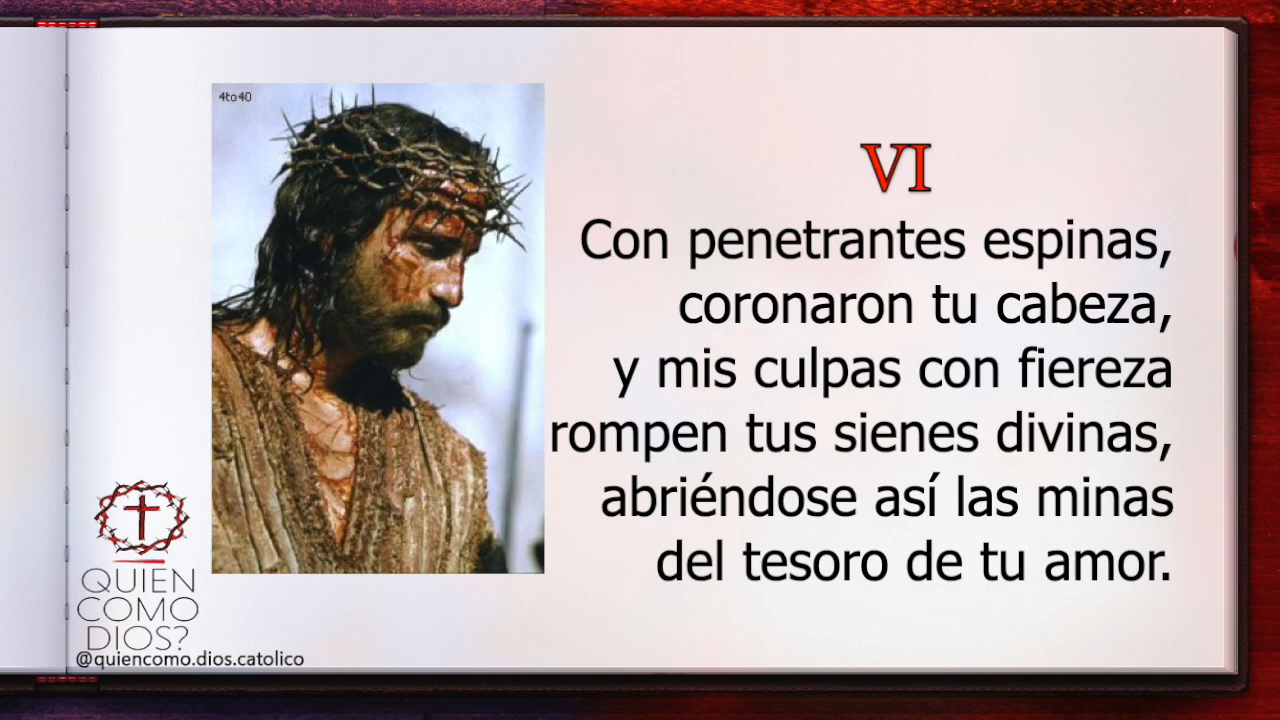 4to40
VI
Con penetrantes espinas,
coronaron tu cabeza,
y mis culpas con fiereza
rompen tus sienes divinas,
abriéndose así las minas
del tesoro de tu amor.
QUIEN
COMO
DIOS?
@quiencomo.dios.catolico